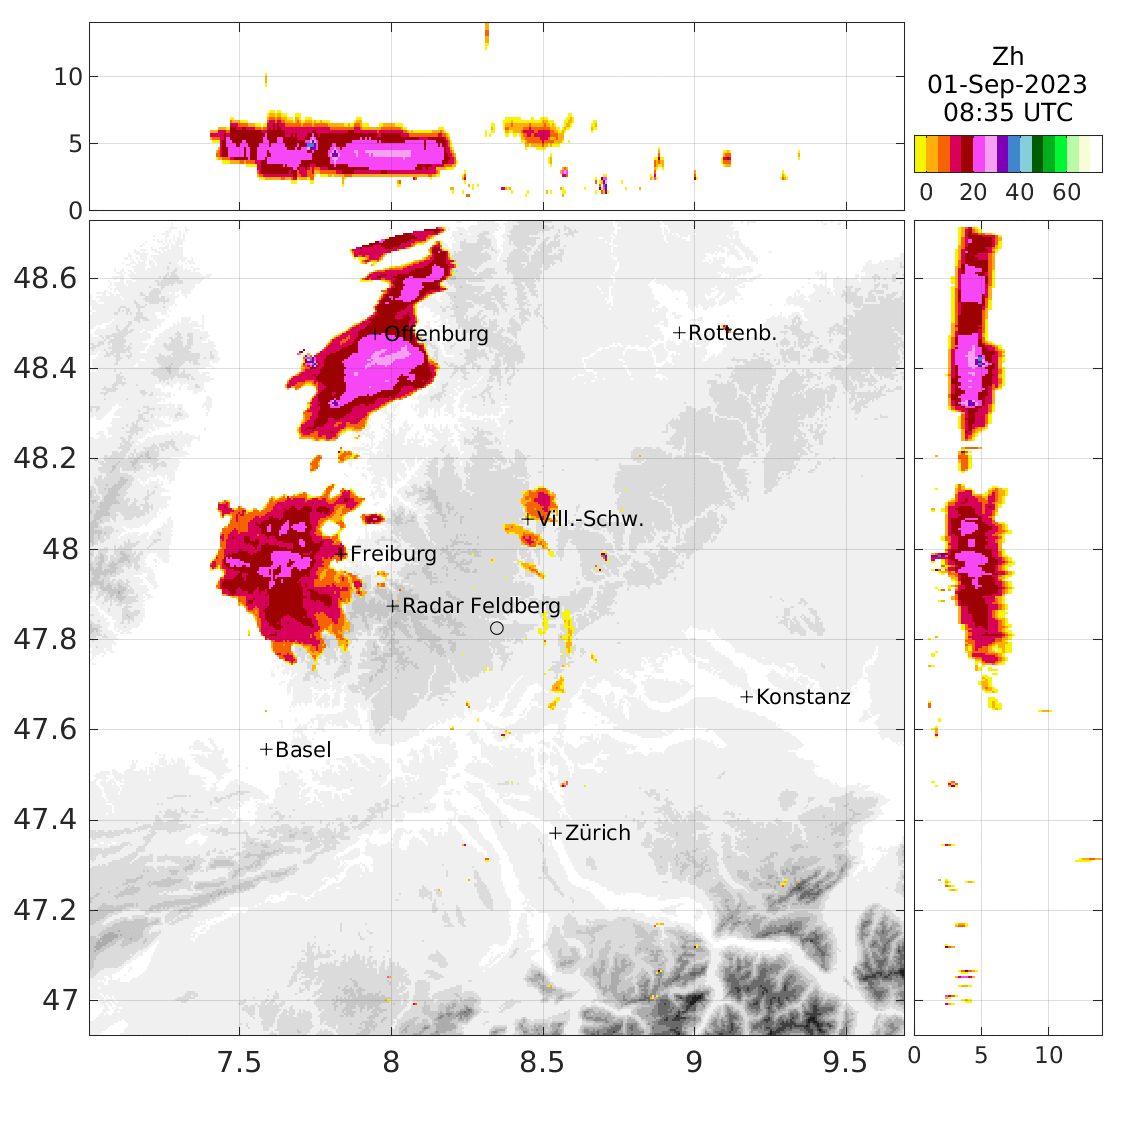 10
5
0
Zh
01-Sep-2023
08:35 UTC
0 20 40 60
48.6
48.4
48.2
48
47.8
47.6
47.4
47.2
47
Offenburg
Rottenb.
Vill.-Schw.
Freiburg
Radar Feldberg
Konstanz
Basel
Zürich
7.5 8 8.5 9 9.5
0 5 10